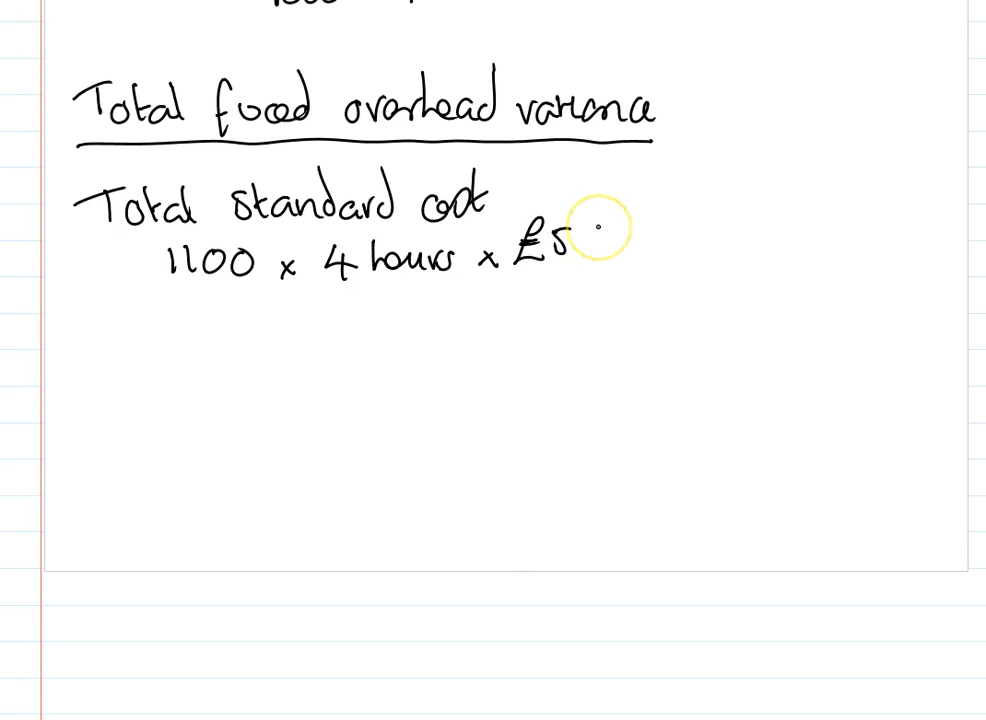 Total fixed overhead variance
Total standard cost
1100 x 4 hours x £5